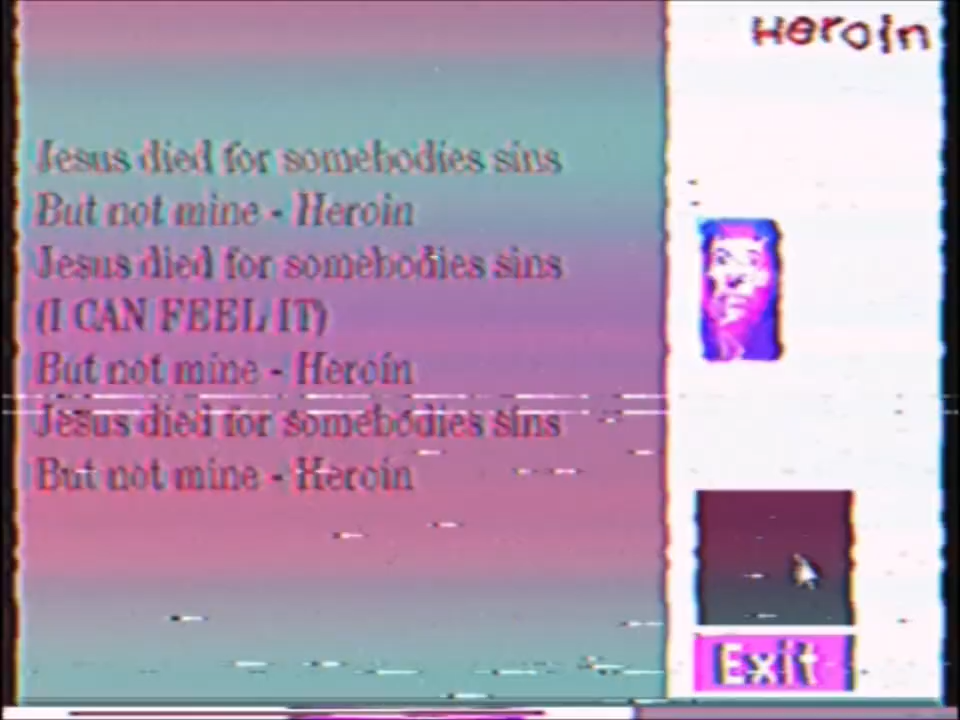 Heroin
Jesus died for somebodies sins
But not mine - Heroin
Jesus died for somebodies sins
(I CAN FEEL IT)
But not mine - Heroin
Jesus died for somebodies sins
But not mine - Heroin
Exit